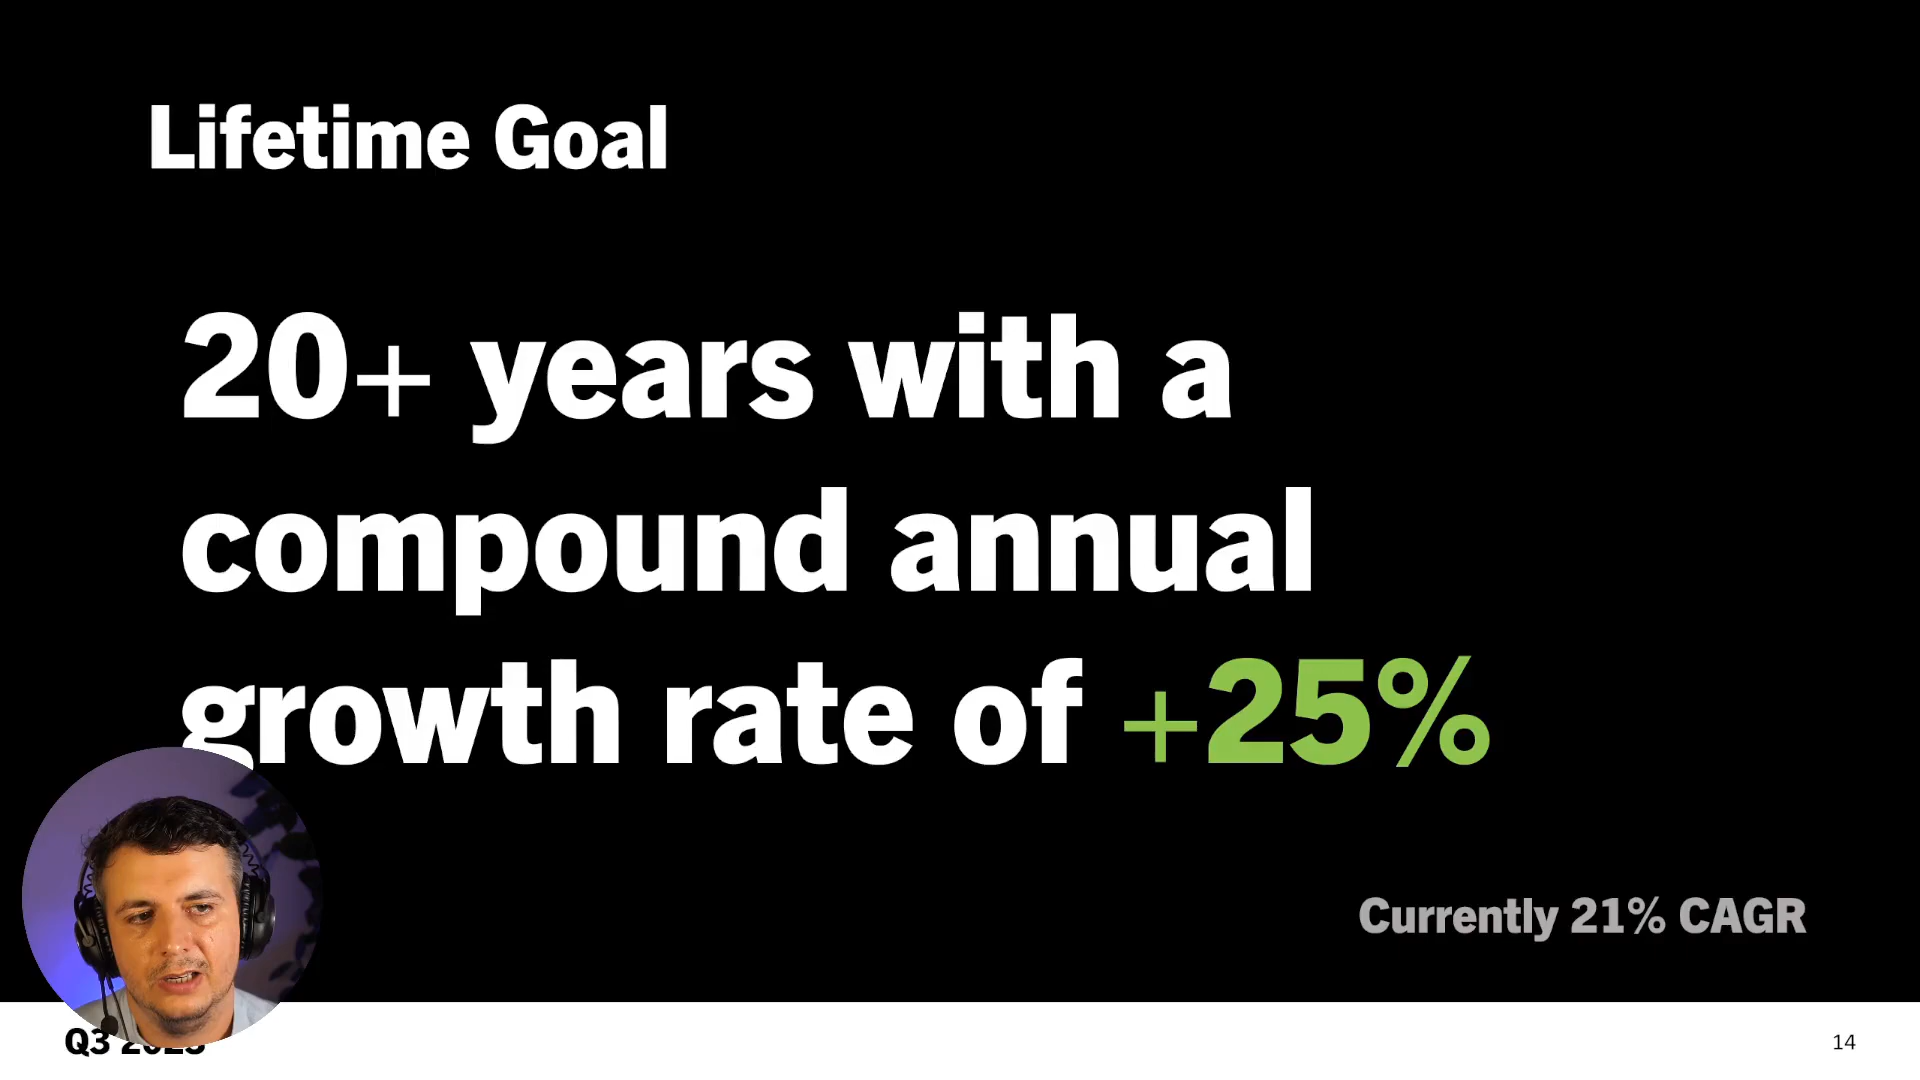 Lifetime Goal
20+ years with a
compound annual
growth rate of +25%
Currently 21% CAGR
Q3
14